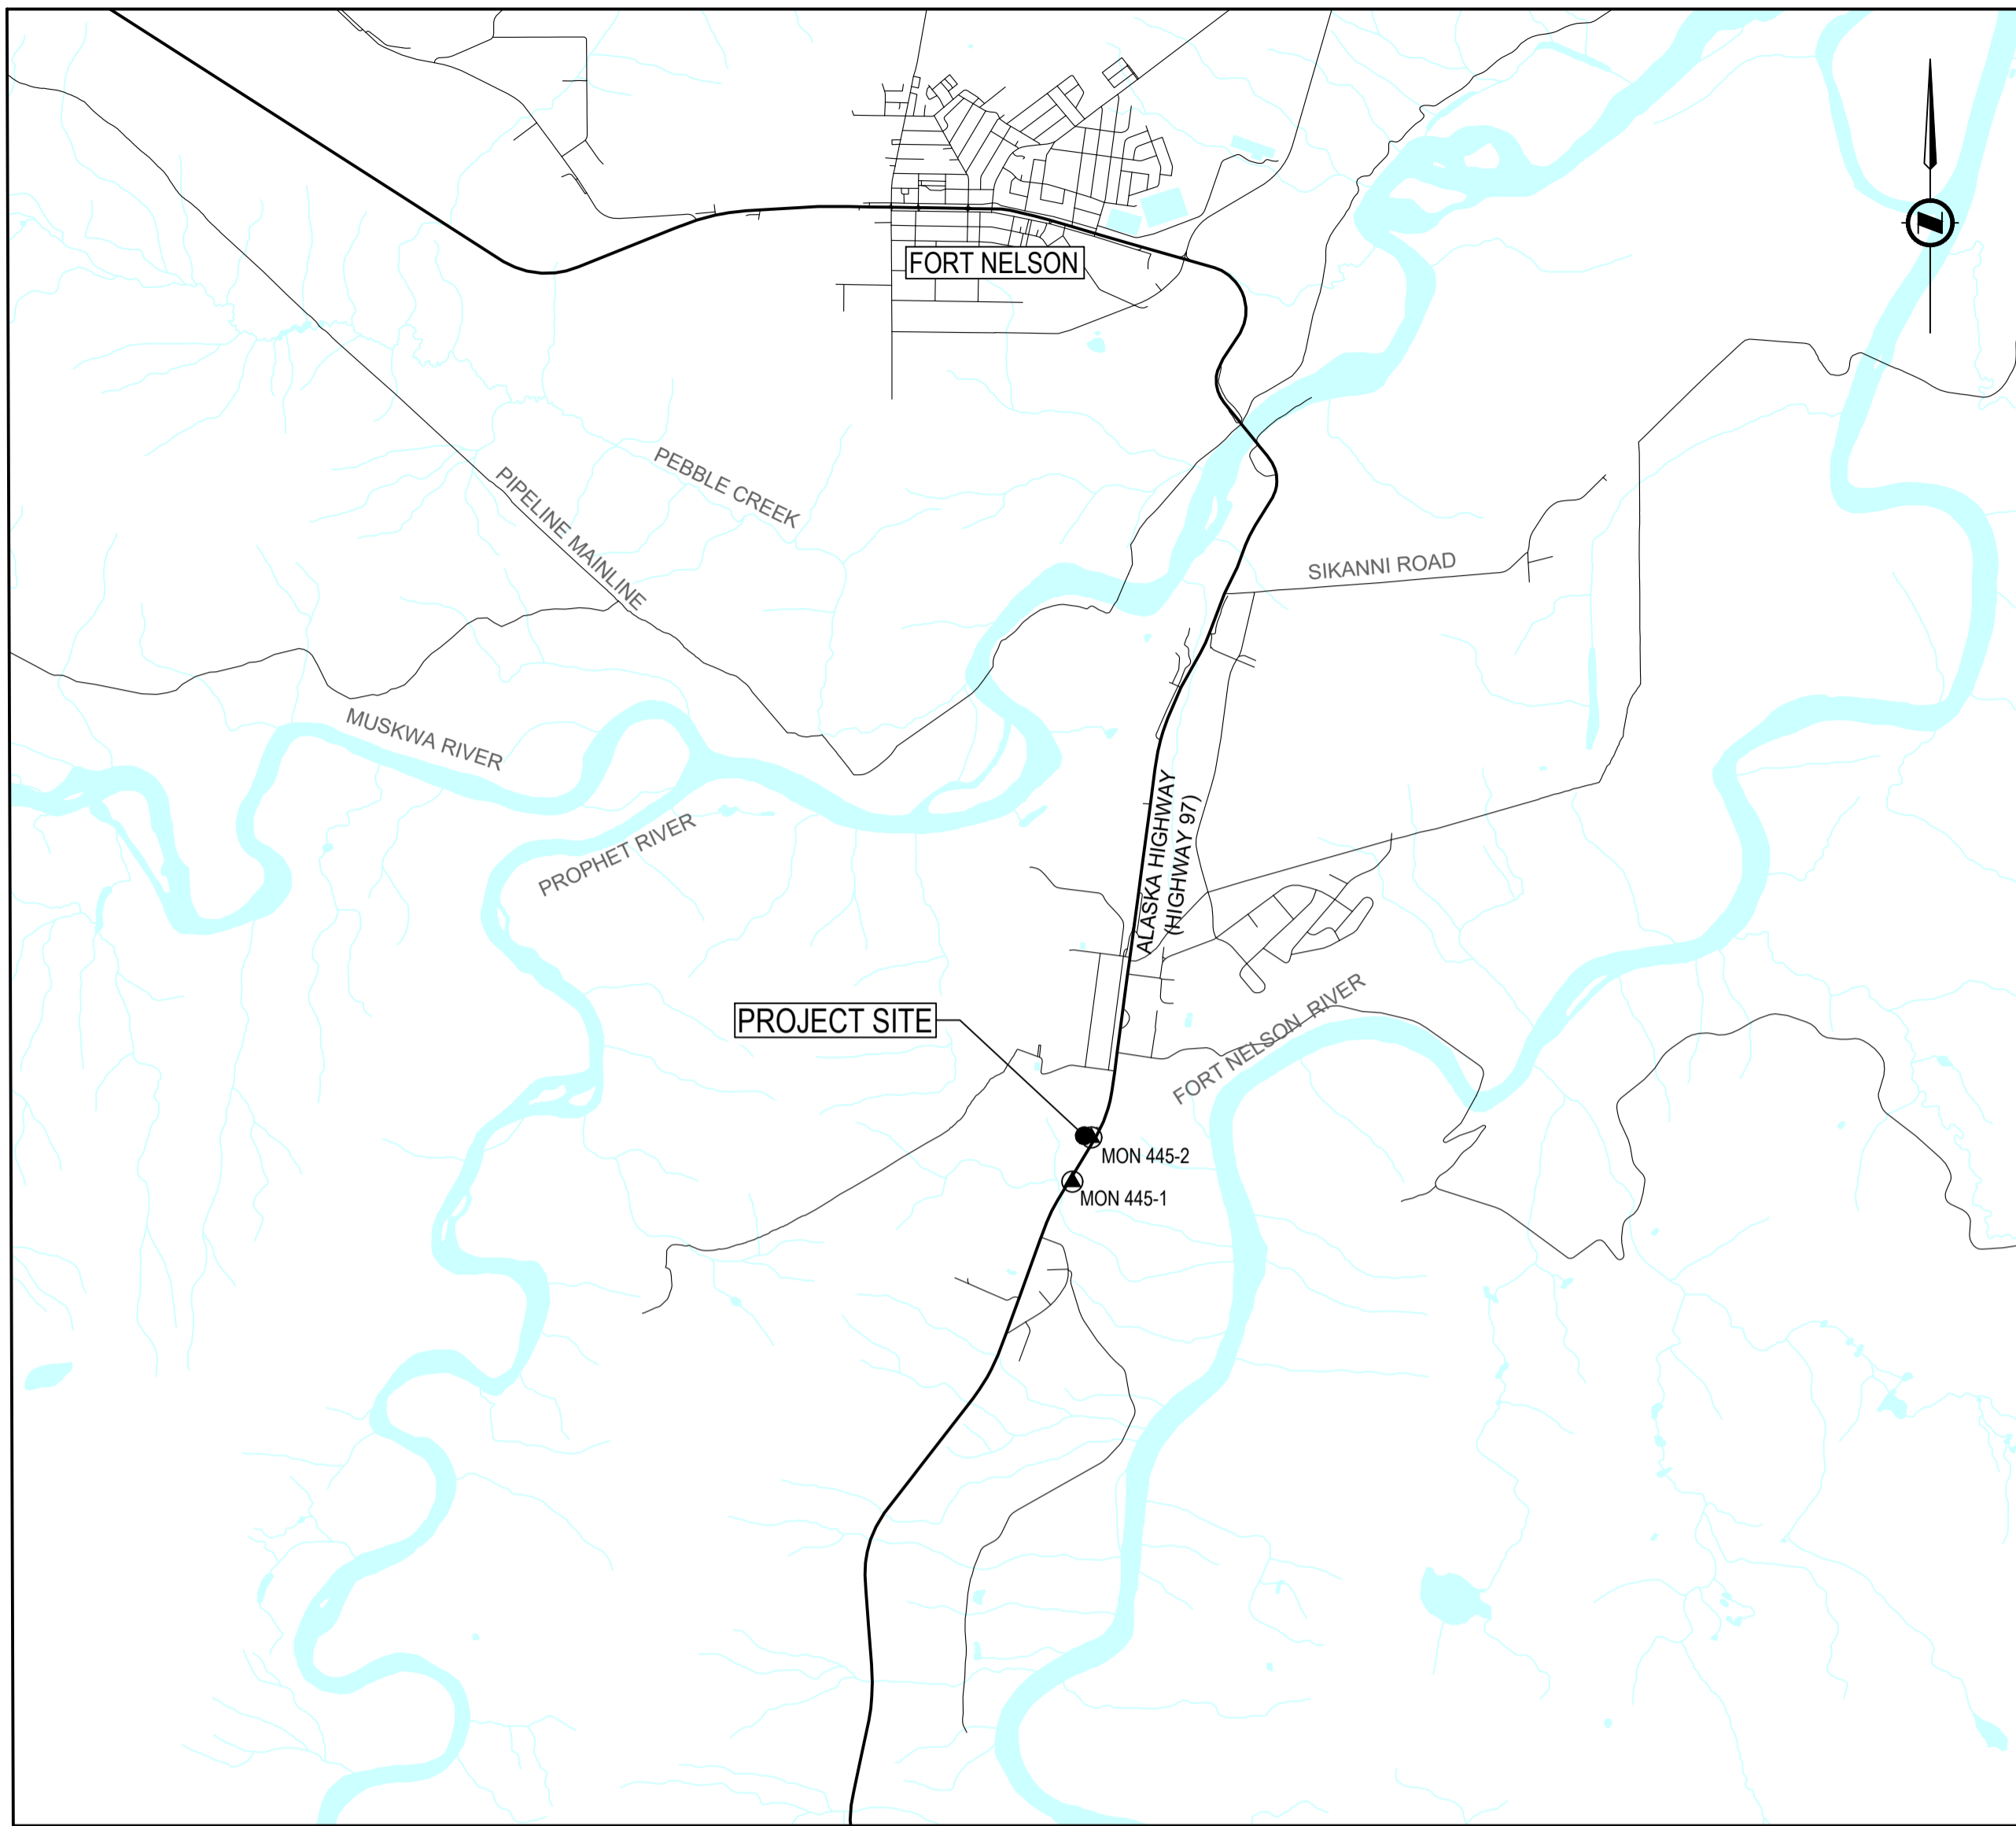 N
FORT NELSON
PEBBLE CREEK
PIPELINE MAINLINE
SIKANNI ROAD
MUSKWA RIVER
PROPHET RIVER
ALASKA HIGHWAY
(HIGHWAY 97)
PROJECT SITE
FORT NELSON RIVER
MON 445-2
MON 445-1